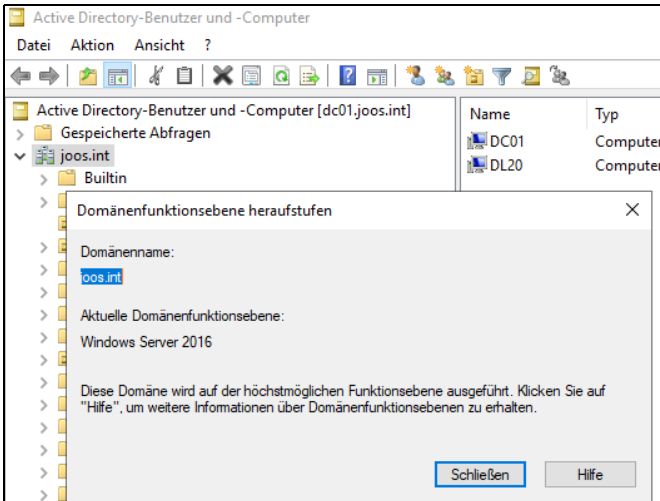 Active Directory-Benutzer und -Computer
Datei Aktion Ansicht ?
Active Directory-Benutzer und -Computer [dc01.joos.int]
Gespeicherte Abfragen
joos.int
Builtin
Name Typ
DC01 Computer
DL20 Computer
Domänenfunktionsebene heraufstufen
Domänenname:
joos.int
Aktuelle Domänenfunktionsebene:
Windows Server 2016
Diese Domäne wird auf der höchstmöglichen Funktionsebene ausgeführt. Klicken Sie auf
"Hilfe", um weitere Informationen über Domänenfunktionsebenen zu erhalten.
Schließen Hilfe